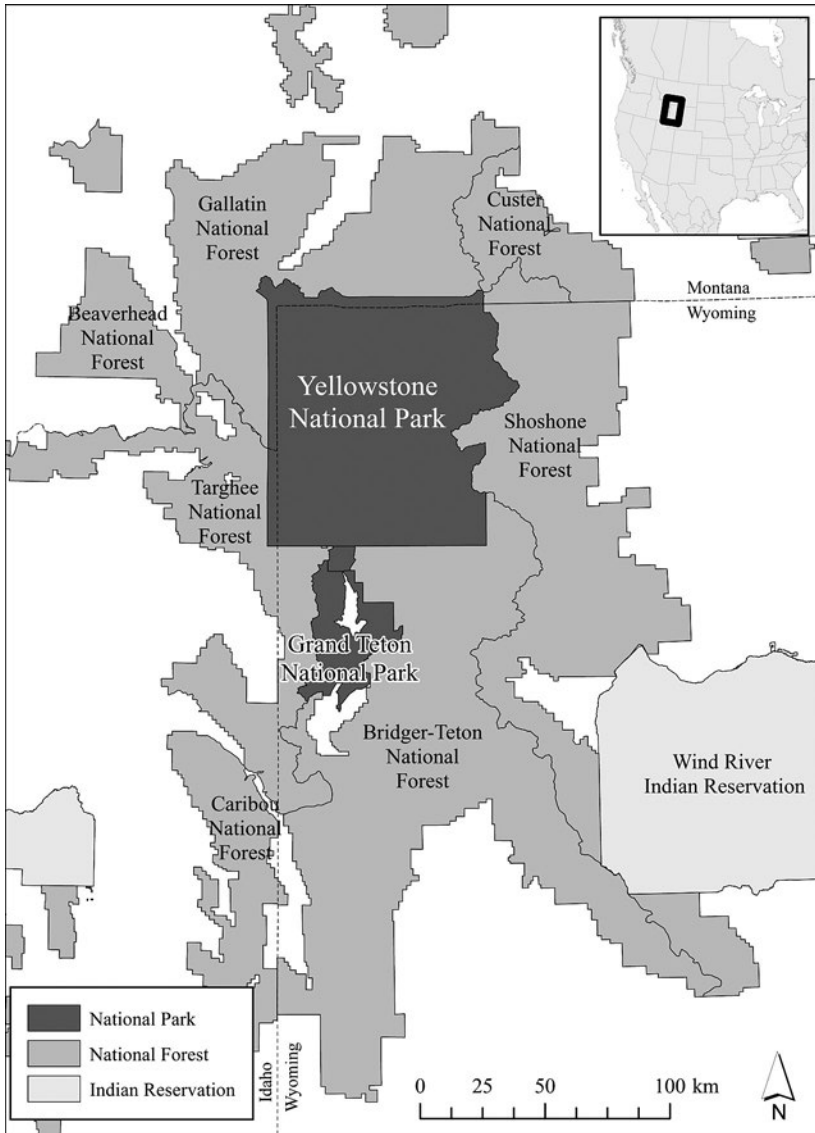 Gallatin
National
Forest
Custer
National
Forest
Montana
Wyoming
Beaverhead
National
Forest
Yellowstone
National Park
Shoshone
National
Forest
Targhee
National
Forest
Grand Teton
National Park
Bridger-Teton
National
Forest
Wind River
Indian Reservation
Caribou
National
Forest
National Park
National Forest
Indian Reservation
Idaho
Wyoming
0 25 50 100 km
N